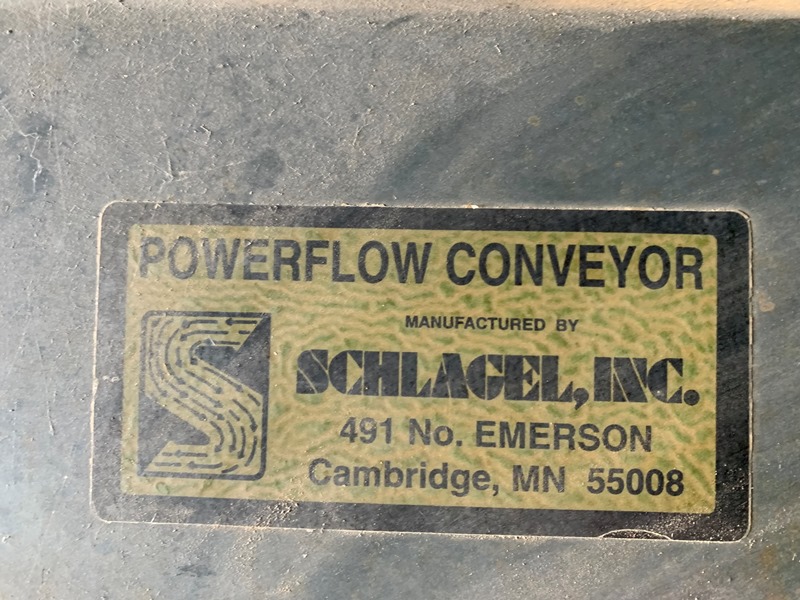 POWERFLOW CONVEYOR
MANUFACTURED BY
SCHLAGEL, INC.
491 No. EMERSON
Cambridge, MN 55008